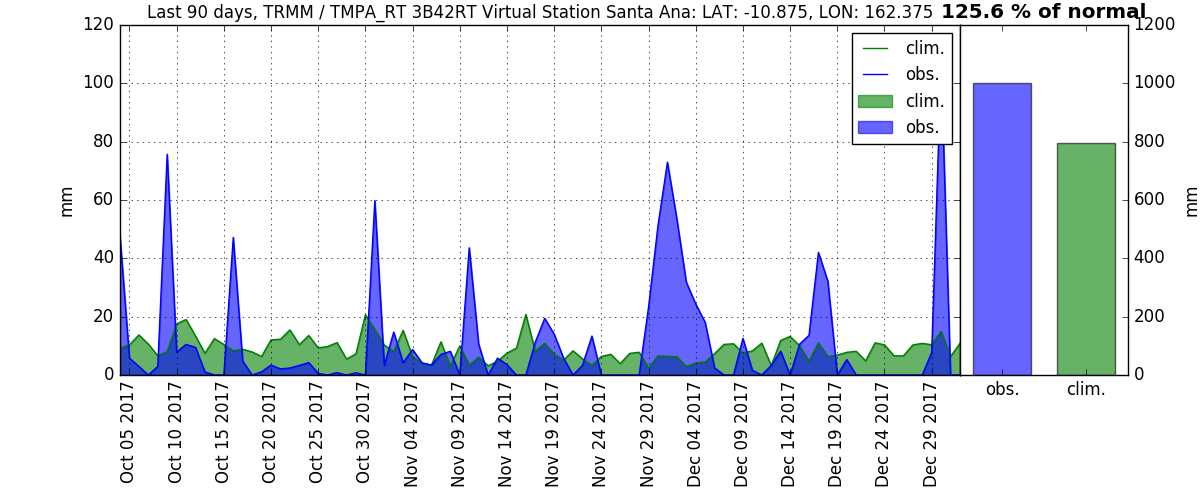 Last 90 days, TRMM / TMPA_RT 3B42RT Virtual Station Santa Ana: LAT: -10.875, LON: 162.375 125.6 % of normal
120
100
80
60
40
20
0
mm
clim.
obs.
clim.
obs.
Oct 05 2017
Oct 10 2017
Oct 15 2017
Oct 20 2017
Oct 25 2017
Oct 30 2017
Nov 04 2017
Nov 09 2017
Nov 14 2017
Nov 19 2017
Nov 24 2017
Nov 29 2017
Dec 04 2017
Dec 09 2017
Dec 14 2017
Dec 19 2017
Dec 24 2017
Dec 29 2017
1200
1000
800
600
400
200
0
mm
obs.
clim.